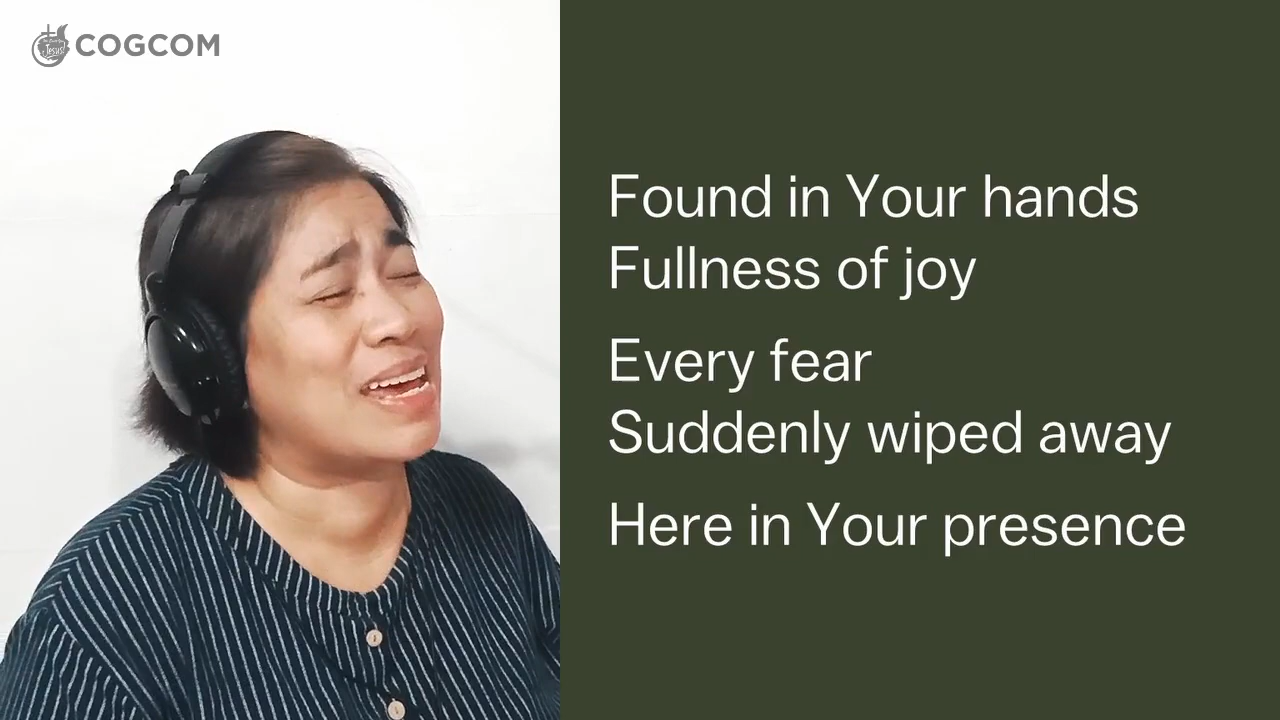 COGCOM
Found in Your hands
Fullness of joy
Every fear
Suddenly wiped away
Here in Your presence